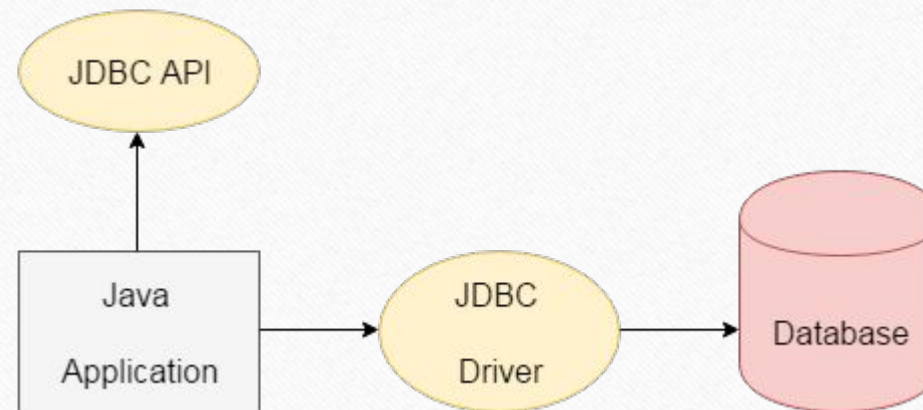 JDBC API
Java
Application
JDBC
Driver
Database